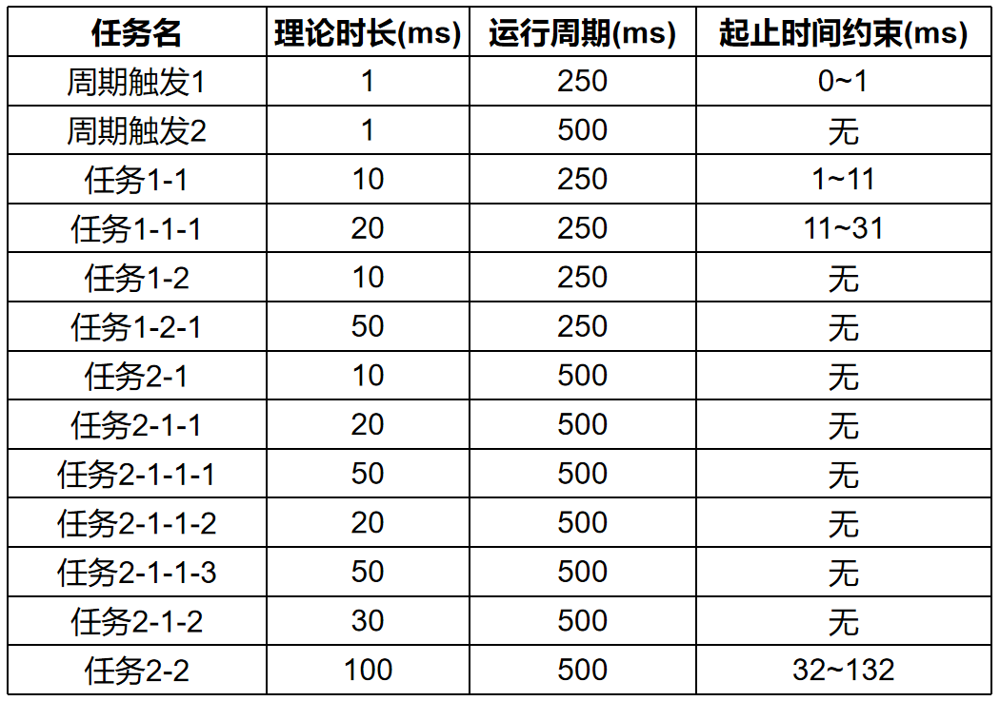 任务名 理论时长(ms) 运行周期(ms) 起止时间约束(ms)
周期触发1 1 250 0~1
周期触发2 1 500 无
任务1-1 10 250 1~11
任务1-1-1 20 250 11~31
任务1-2 10 250 无
任务1-2-1 50 250 无
任务2-1 10 500 无
任务2-1-1 20 500 无
任务2-1-1-1 50 500 无
任务2-1-1-2 20 500 无
任务2-1-1-3 50 500 无
任务2-1-2 30 500 无
任务2-2 100 500 32~132